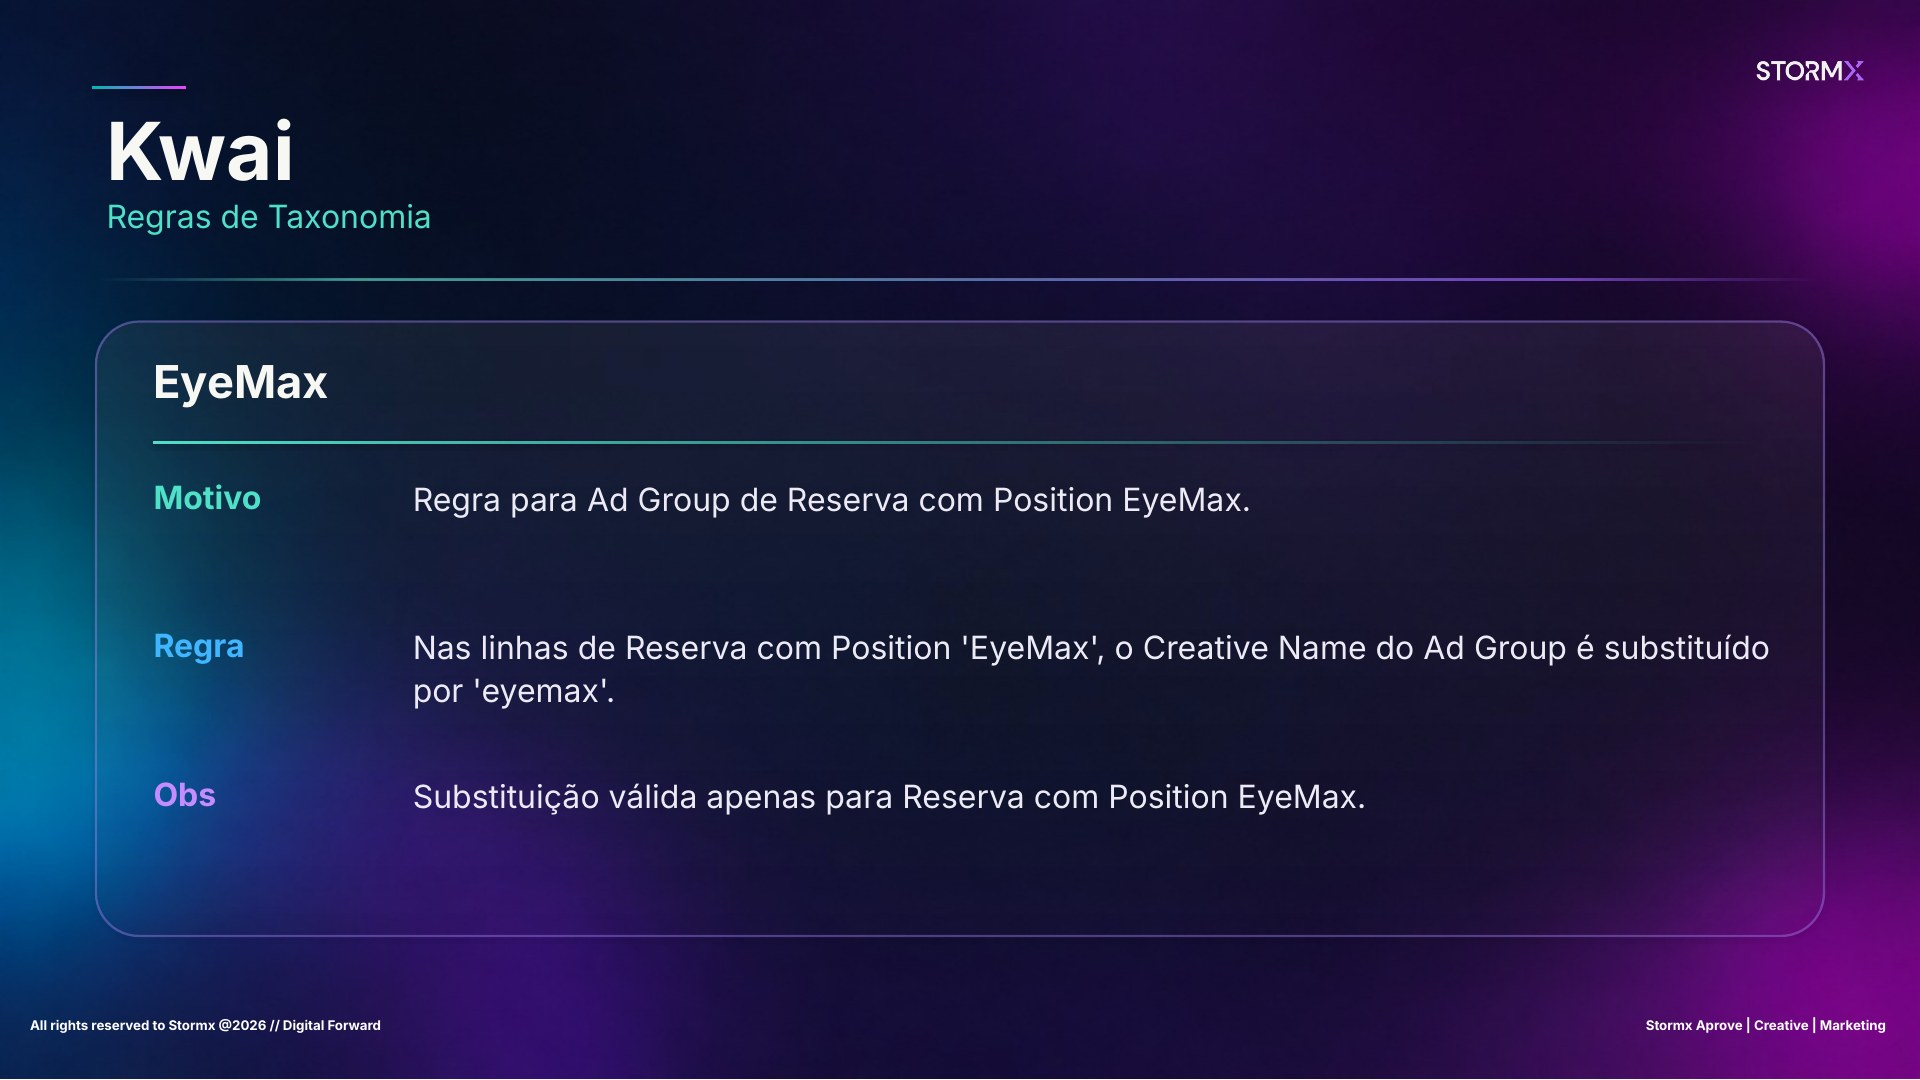 STORMX
Kwai
Regras de Taxonomia
EyeMax
Motivo
Regra para Ad Group de Reserva com Position EyeMax.
Regra
Nas linhas de Reserva com Position 'EyeMax', o Creative Name do Ad Group é substituído
por 'eyemax'.
Obs
Substituição válida apenas para Reserva com Position EyeMax.
All rights reserved to Stormx @2026 // Digital Forward
Stormx Aprove | Creative | Marketing